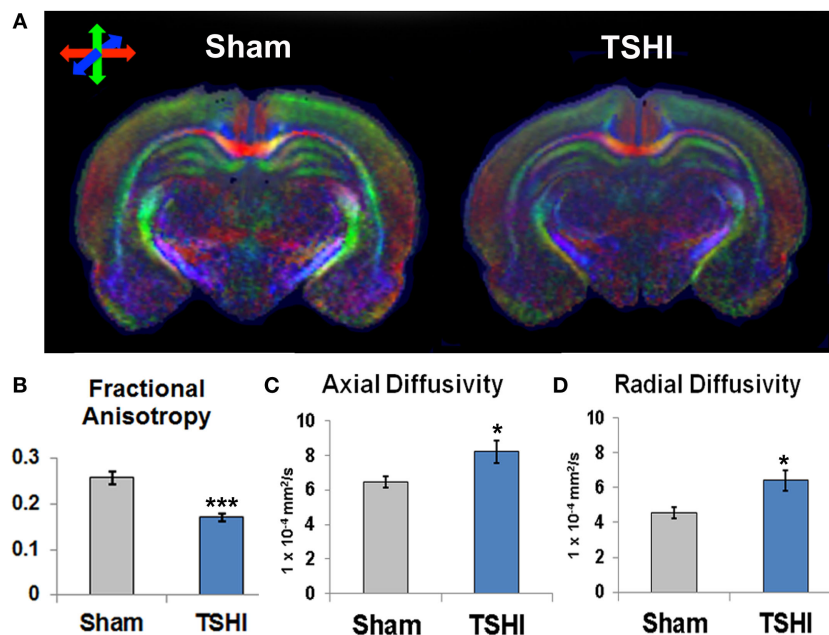 A
Sham
TSHI
B
Fractional
Anisotropy
0.3
0.2
0.1
0
***
Sham
TSHI
C
Axial Diffusivity
1 x 10⁻⁴ mm²/s
10
8
6
4
2
0
*
Sham
TSHI
D
Radial Diffusivity
1 x 10⁻⁴ mm²/s
10
8
6
4
2
0
*
Sham
TSHI